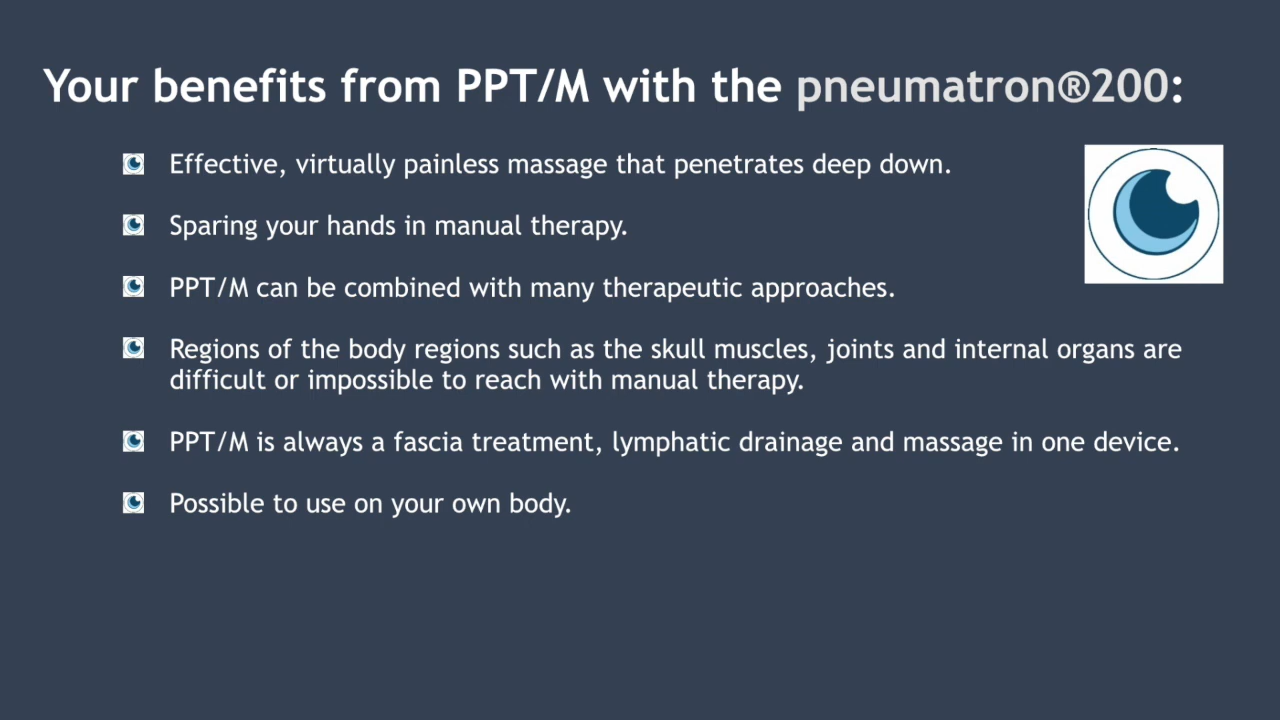 Your benefits from PPT/M with the pneumatron®200:
Effective, virtually painless massage that penetrates deep down.
Sparing your hands in manual therapy.
PPT/M can be combined with many therapeutic approaches.
Regions of the body regions such as the skull muscles, joints and internal organs are
difficult or impossible to reach with manual therapy.
PPT/M is always a fascia treatment, lymphatic drainage and massage in one device.
Possible to use on your own body.